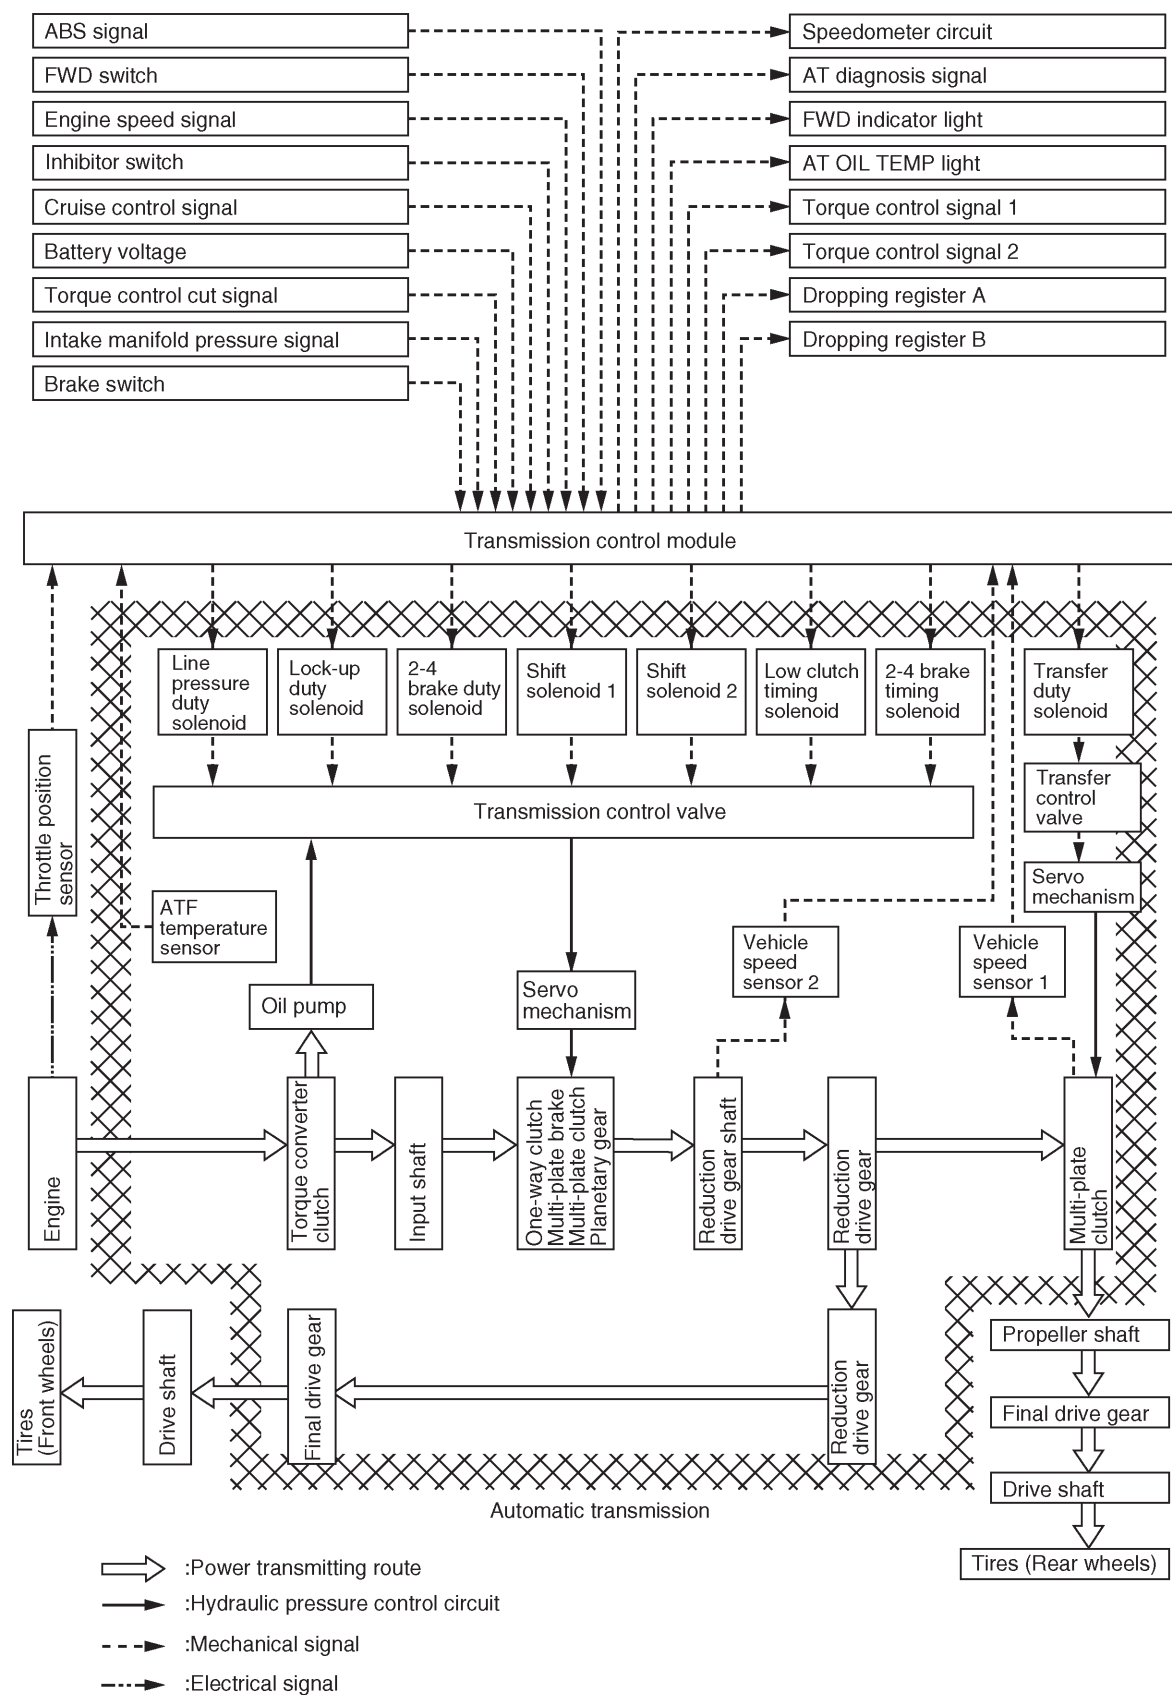 ABS signal
FWD switch
Engine speed signal
Inhibitor switch
Cruise control signal
Battery voltage
Torque control cut signal
Intake manifold pressure signal
Brake switch
Speedometer circuit
AT diagnosis signal
FWD indicator light
AT OIL TEMP light
Torque control signal 1
Torque control signal 2
Dropping register A
Dropping register B
Transmission control module
Line
pressure
duty
solenoid
Lock-up
duty
solenoid
2-4
brake duty
solenoid
Shift
solenoid 1
Shift
solenoid 2
Low clutch
timing
solenoid
2-4 brake
timing
solenoid
Transfer
duty
solenoid
Throttle position
sensor
Transmission control valve
Transfer
control
valve
Servo
mechanism
ATF
temperature
sensor
Vehicle
speed
sensor 2
Vehicle
speed
sensor 1
Oil pump
Servo
mechanism
Engine
Torque converter
clutch
Input shaft
One-way clutch
Multi-plate brake
Multi-plate clutch
Planetary gear
Reduction
drive gear shaft
Reduction
drive gear
Multi-plate
clutch
Tires
(Front wheels)
Drive shaft
Final drive gear
Reduction
drive gear
Propeller shaft
Final drive gear
Drive shaft
Tires (Rear wheels)
Automatic transmission
:Power transmitting route
:Hydraulic pressure control circuit
:Mechanical signal
:Electrical signal